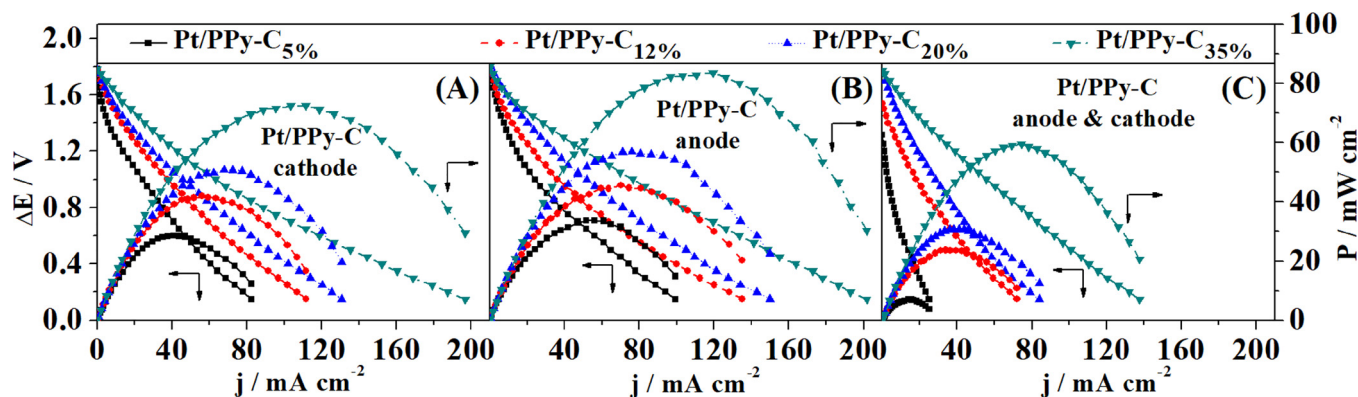 Pt/PPy-C5% Pt/PPy-C12% Pt/PPy-C20% Pt/PPy-C35%
(A) (B) (C)
Pt/PPy-C
cathode
Pt/PPy-C
anode
Pt/PPy-C
anode & cathode
ΔE / V
2.0
1.6
1.2
0.8
0.4
0.0
P / mW cm-2
100
80
60
40
20
0
0 40 80 120 160 200 40 80 120 160 200 40 80 120 160 200
j / mA cm-2 j / mA cm-2 j / mA cm-2